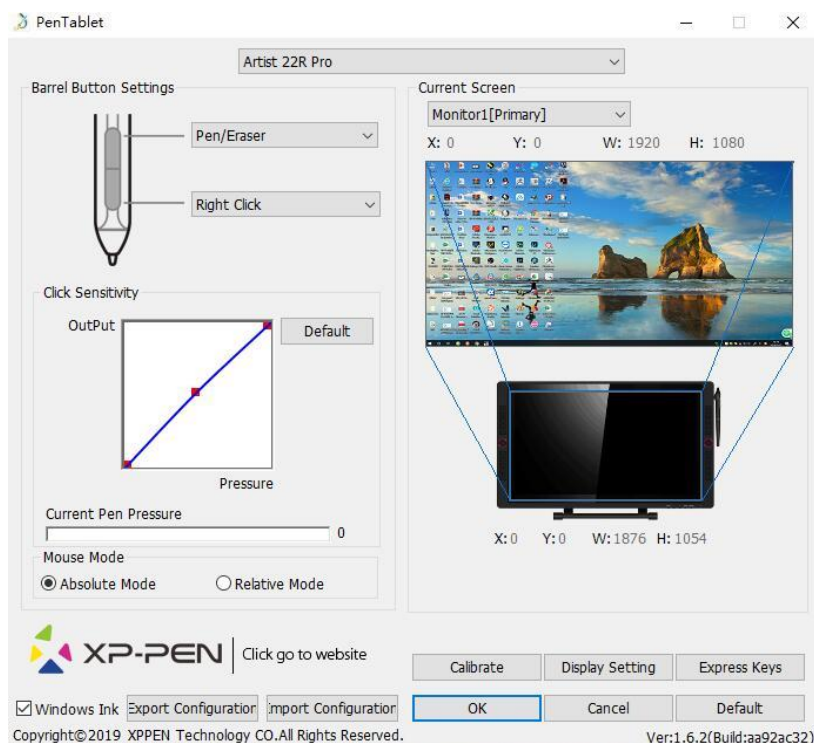 PenTablet
Artist 22R Pro
Barrel Button Settings
Pen/Eraser
Right Click
Click Sensitivity
OutPut
Default
Pressure
Current Pen Pressure
0
Mouse Mode
Absolute Mode
Relative Mode
Current Screen
Monitor1[Primary]
X: 0 Y: 0 W: 1920 H: 1080
X:0 Y:0 W:1876 H:1054
XP-PEN Click go to website
Calibrate Display Setting Express Keys
Windows Ink Export Configuration Import Configuration OK Cancel Default
Copyright©2019 XPPEN Technology CO.All Rights Reserved. Ver:1.6.2(Build:aa92ac32)